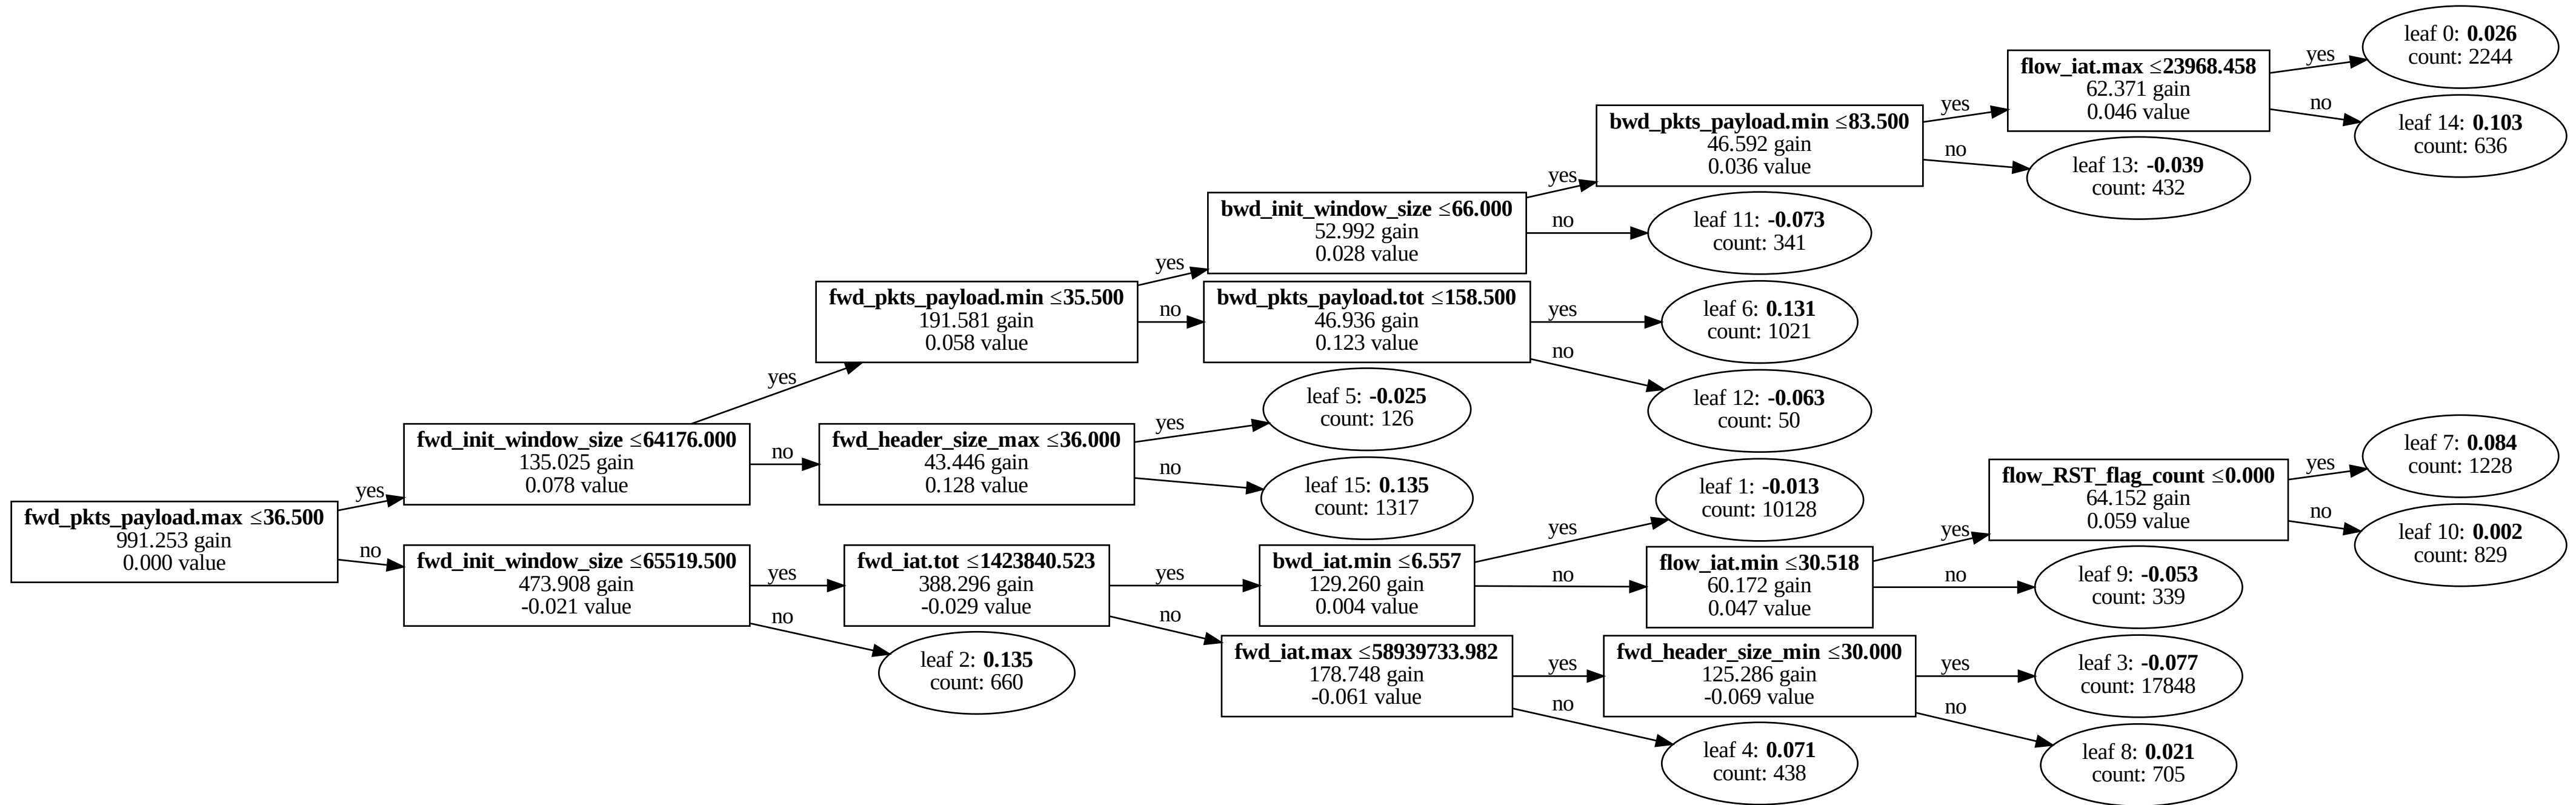 fwd_pkts_payload.max ≤36.500
991.253 gain
0.000 value
yes
no
fwd_init_window_size ≤64176.000
135.025 gain
0.078 value
yes
no
fwd_init_window_size ≤65519.500
473.908 gain
-0.021 value
yes
no
fwd_pkts_payload.min ≤35.500
191.581 gain
0.058 value
yes
no
fwd_header_size_max ≤36.000
43.446 gain
0.128 value
yes
no
fwd_iat.tot ≤1423840.523
388.296 gain
-0.029 value
yes
no
leaf 2: 0.135
count: 660
bwd_init_window_size ≤66.000
52.992 gain
0.028 value
yes
no
bwd_pkts_payload.tot ≤158.500
46.936 gain
0.123 value
yes
no
leaf 5: -0.025
count: 126
leaf 15: 0.135
count: 1317
bwd_iat.min ≤6.557
129.260 gain
0.004 value
yes
no
fwd_iat.max ≤58939733.982
178.748 gain
-0.061 value
yes
no
bwd_pkts_payload.min ≤83.500
46.592 gain
0.036 value
yes
no
leaf 11: -0.073
count: 341
leaf 6: 0.131
count: 1021
leaf 12: -0.063
count: 50
leaf 1: -0.013
count: 10128
flow_iat.min ≤30.518
60.172 gain
0.047 value
yes
no
fwd_header_size_min ≤30.000
125.286 gain
-0.069 value
yes
no
leaf 4: 0.071
count: 438
flow_iat.max ≤23968.458
62.371 gain
0.046 value
yes
no
leaf 13: -0.039
count: 432
flow_RST_flag_count ≤0.000
64.152 gain
0.059 value
yes
no
leaf 9: -0.053
count: 339
leaf 3: -0.077
count: 17848
leaf 8: 0.021
count: 705
leaf 0: 0.026
count: 2244
leaf 14: 0.103
count: 636
leaf 7: 0.084
count: 1228
leaf 10: 0.002
count: 829